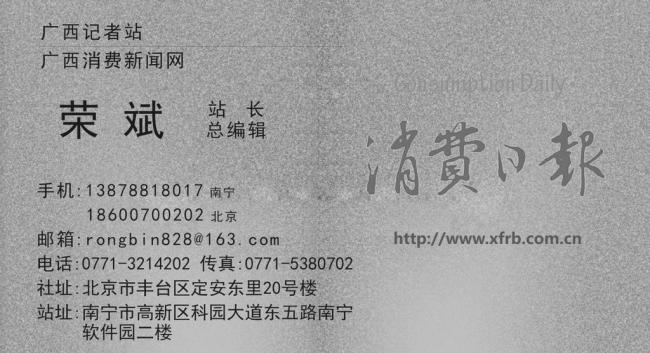 广西记者站
广西消费新闻网
荣斌 站长
总编辑
Consumption Daily
消费日報
手机:13878818017 南宁
18600700202 北京
邮箱:rongbin828@163.com
http://www.xfrb.com.cn
电话:0771-3214202 传真:0771-5380702
社址:北京市丰台区定安东里20号楼
站址:南宁市高新区科园大道东五路南宁
软件园二楼